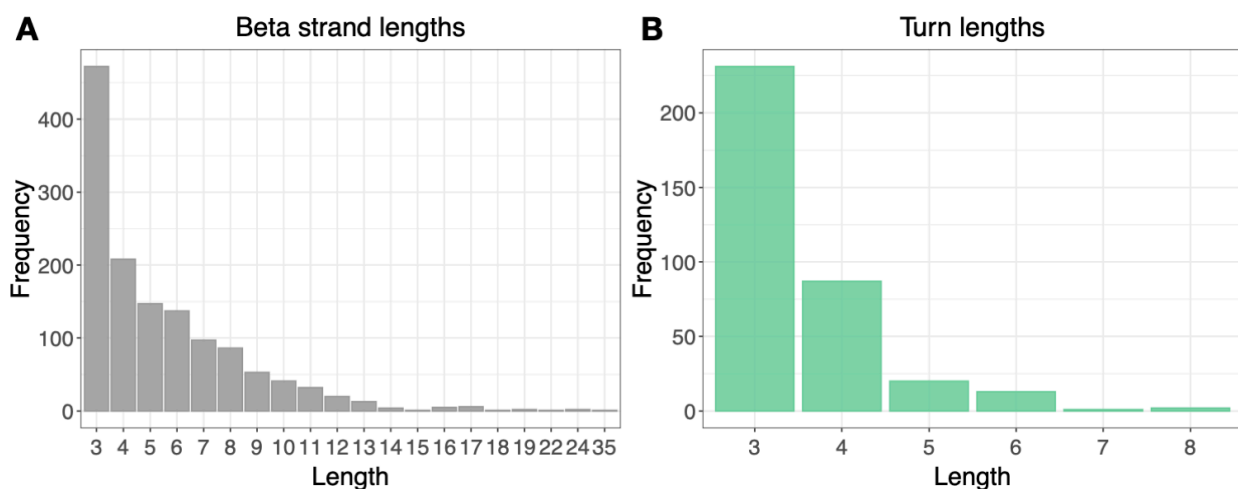 A
Beta strand lengths
Frequency
400
300
200
100
0
3 4 5 6 7 8 9 10 11 12 13 14 15 16 17 18 19 22 24 35
Length
B
Turn lengths
Frequency
200
150
100
50
0
3 4 5 6 7 8
Length